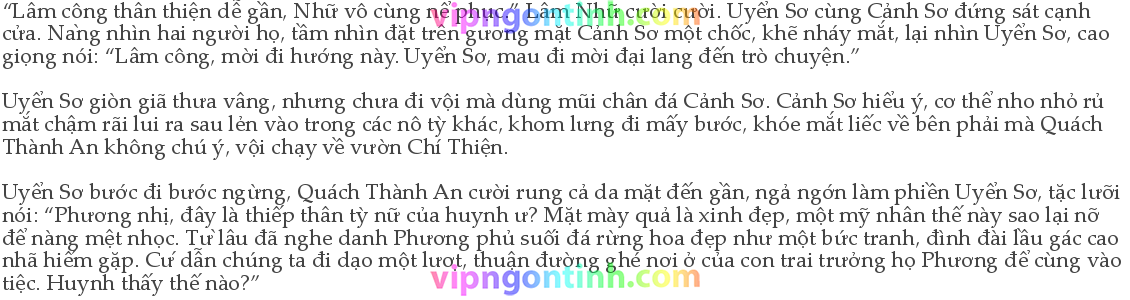 “Lâm công thân thiện dễ gần, Nhữ vô cùng nể phục.” Lâm Nhữ cười cười. Uyển Sơ cùng Cảnh Sơ đứng sát cạnh
cửa. Nàng nhìn hai người họ, tầm nhìn đặt trên gương mặt Cảnh Sơ một chốc, khẽ nháy mắt, lại nhìn Uyển Sơ, cao
giọng nói: “Lâm công, mời đi hướng này. Uyển Sơ, mau đi mời đại lang đến trò chuyện.”
Uyển Sơ giòn giã thưa vâng, nhưng chưa đi vội mà dùng mũi chân đá Cảnh Sơ. Cảnh Sơ hiểu ý, cơ thể nho nhỏ rủ
mắt chậm rãi lui ra sau lẻn vào trong các nô tỳ khác, khom lưng đi mấy bước, khóe mắt liếc về bên phải mà Quách
Thành An không chú ý, vội chạy về vườn Chí Thiện.
Uyển Sơ bước đi bước ngừng, Quách Thành An cười rung cả da mặt đến gần, ngả ngớn làm phiền Uyển Sơ, tặc lưỡi
nói: “Phương nhị, đây là thiếp thân tỳ nữ của huynh ư? Mặt mày quả là xinh đẹp, một mỹ nhân thế này sao lại nỡ
để nàng mệt nhọc. Từ lâu đã nghe danh Phương phủ suối đá rừng hoa đẹp như một bức tranh, đình đài lầu gác cao
nhã hiếm gặp. Cứ dẫn chúng ta đi dạo một lượt, thuận đường ghé nơi ở của con trai trưởng họ Phương để cùng vào
tiệc. Huynh thấy thế nào?”
vipngontinh.com
vipngontinh.com